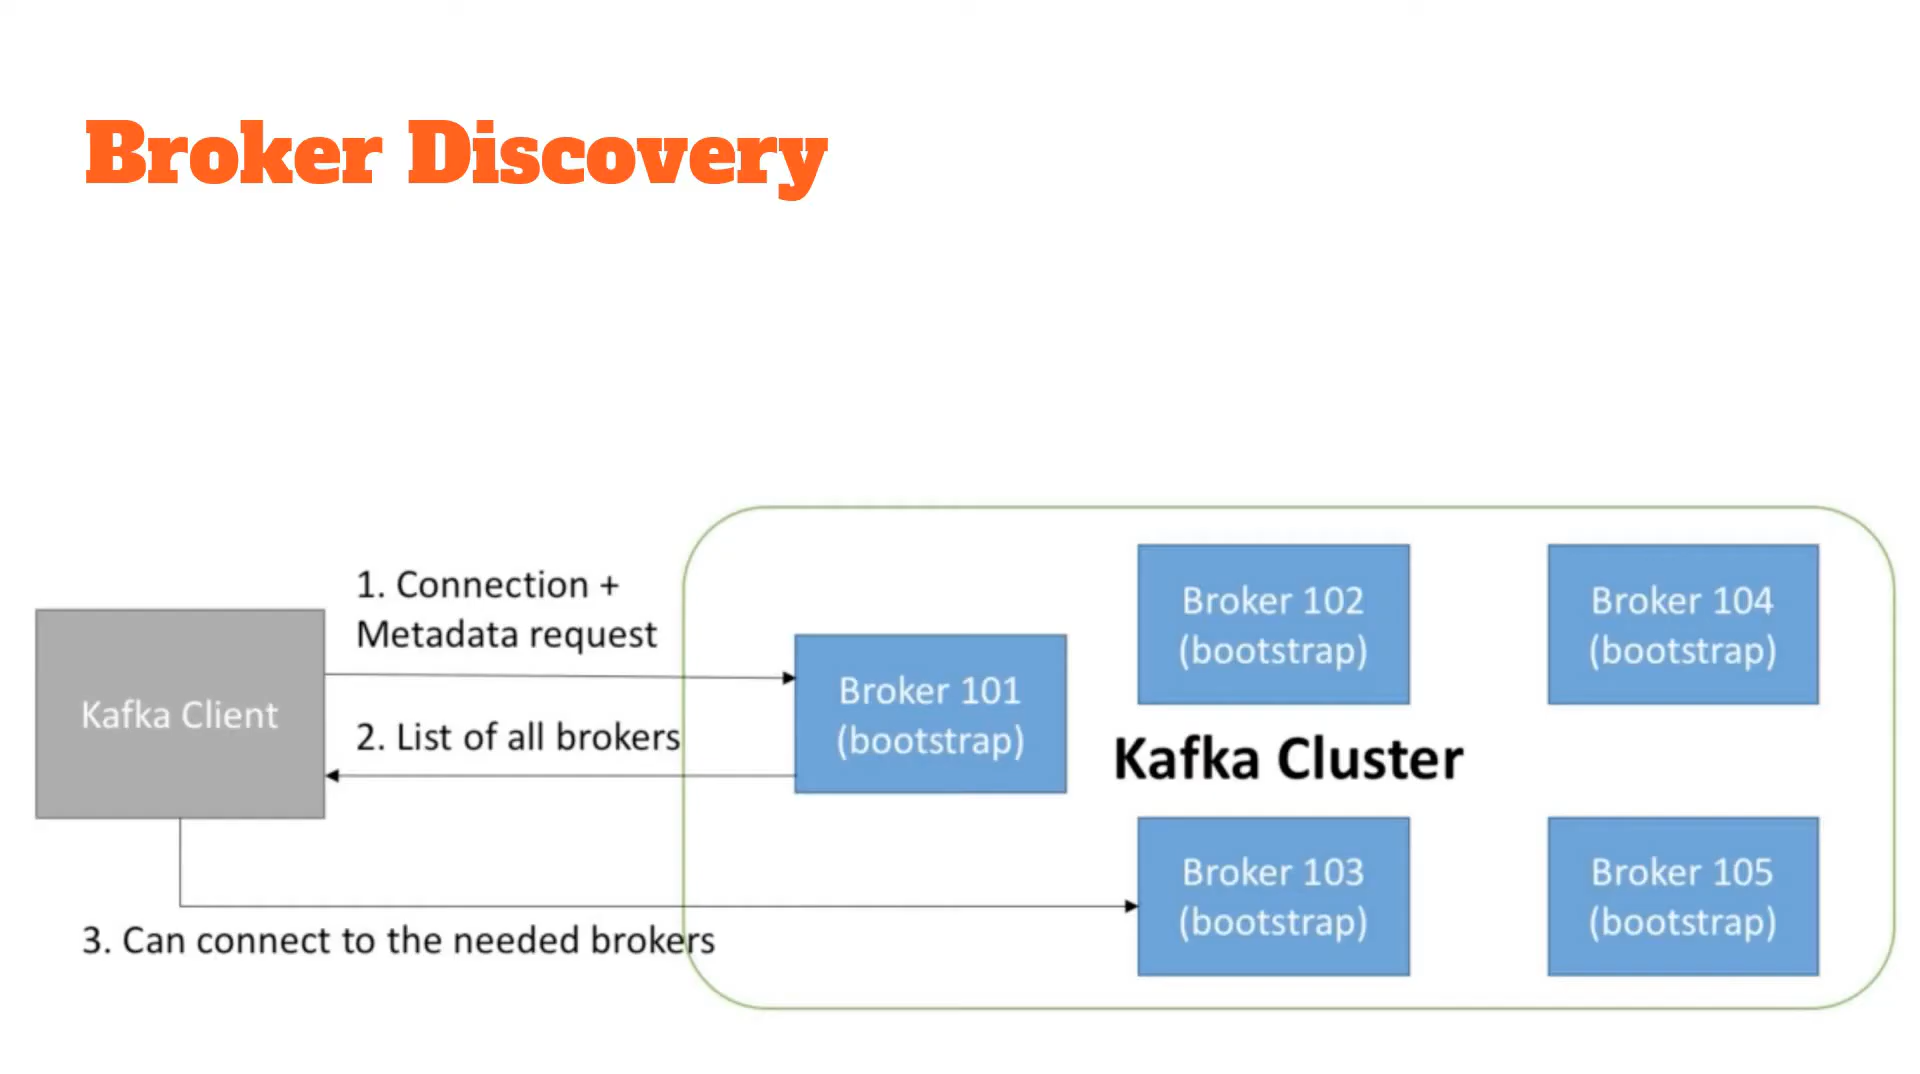 Broker Discovery
1. Connection +
Metadata request
Kafka Client
2. List of all brokers
3. Can connect to the needed brokers
Broker 101
(bootstrap)
Broker 102
(bootstrap)
Broker 104
(bootstrap)
Kafka Cluster
Broker 103
(bootstrap)
Broker 105
(bootstrap)